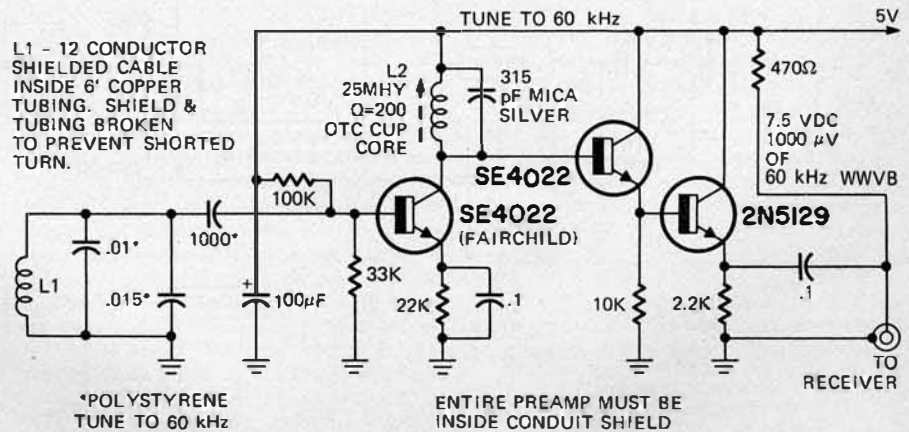 TUNE TO 60 kHz
5V
L1 - 12 CONDUCTOR
SHIELDED CABLE
INSIDE 6' COPPER
TUBING. SHIELD &
TUBING BROKEN
TO PREVENT SHORTED
TURN.
L2
25MHY
Q=200
OTC CUP
CORE
315
pF MICA
SILVER
470Ω
7.5 VDC
1000 μV
OF
60 kHz WWVB
SE4022
100K
SE4022
(FAIRCHILD)
2N5129
1000*
.01*
L1
.015*
+
100μF
33K
22K
.1
10K
2.2K
.1
TO
RECEIVER
*POLYSTYRENE
TUNE TO 60 kHz
ENTIRE PREAMP MUST BE
INSIDE CONDUIT SHIELD